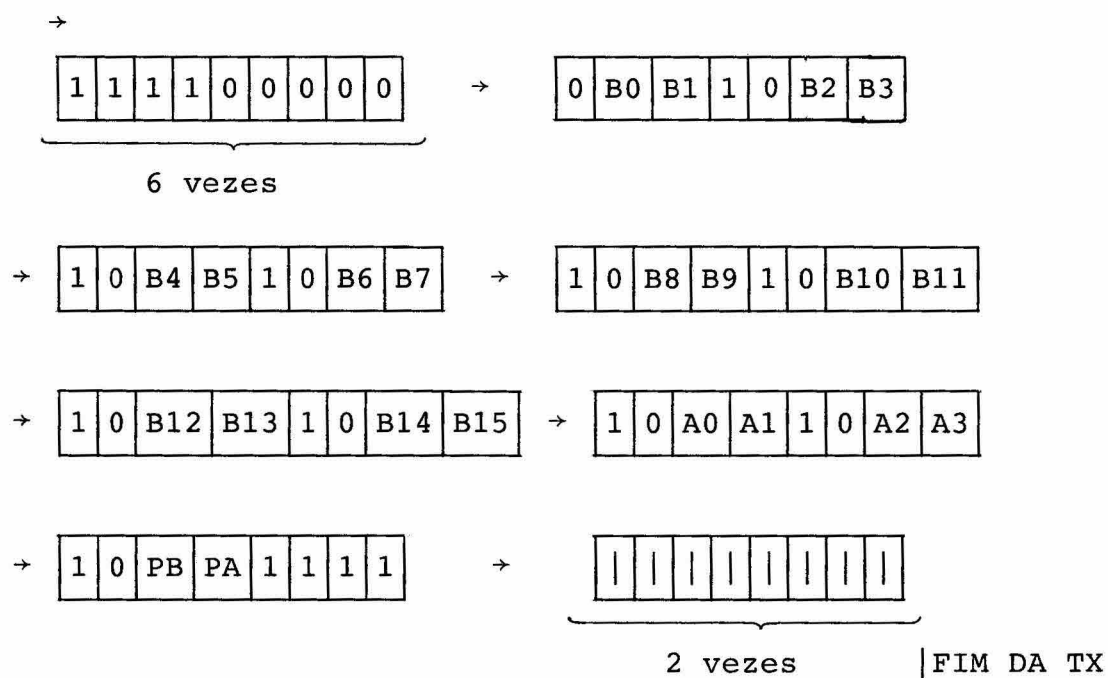 →
1 1 1 1 0 0 0 0 0 → 0 B0 B1 1 0 B2 B3
6 vezes
→ 1 0 B4 B5 1 0 B6 B7 → 1 0 B8 B9 1 0 B10 B11
→ 1 0 B12 B13 1 0 B14 B15 → 1 0 A0 A1 1 0 A2 A3
→ 1 0 PB PA 1 1 1 1 → | | | | | | | |
2 vezes |FIM DA TX